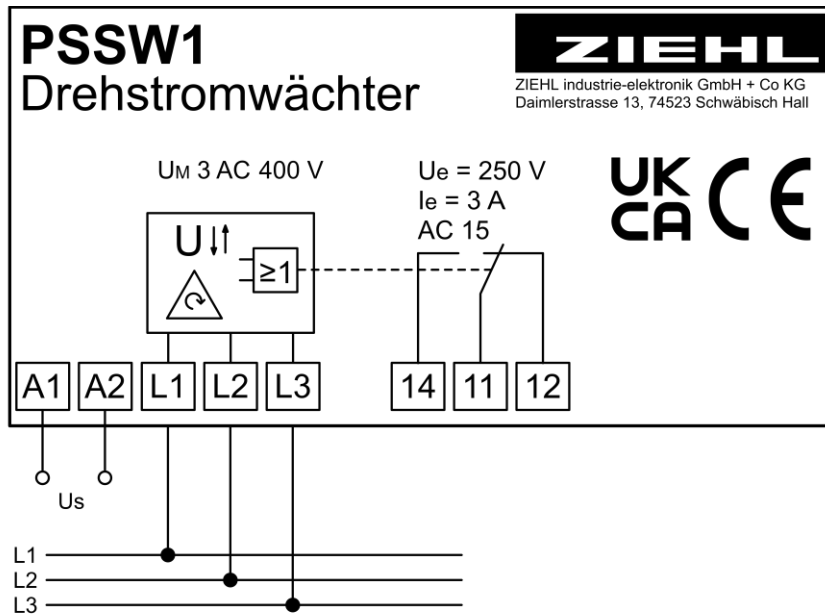 PSSW1
Drehstromwächter
ZIEHL
ZIEHL industrie-elektronik GmbH + Co KG
Daimlerstrasse 13, 74523 Schwäbisch Hall
UM 3 AC 400 V
Ue = 250 V
Ie = 3 A
AC 15
UK
CA CE
U↓↑
≥1
A1 A2 L1 L2 L3 14 11 12
Us
L1
L2
L3